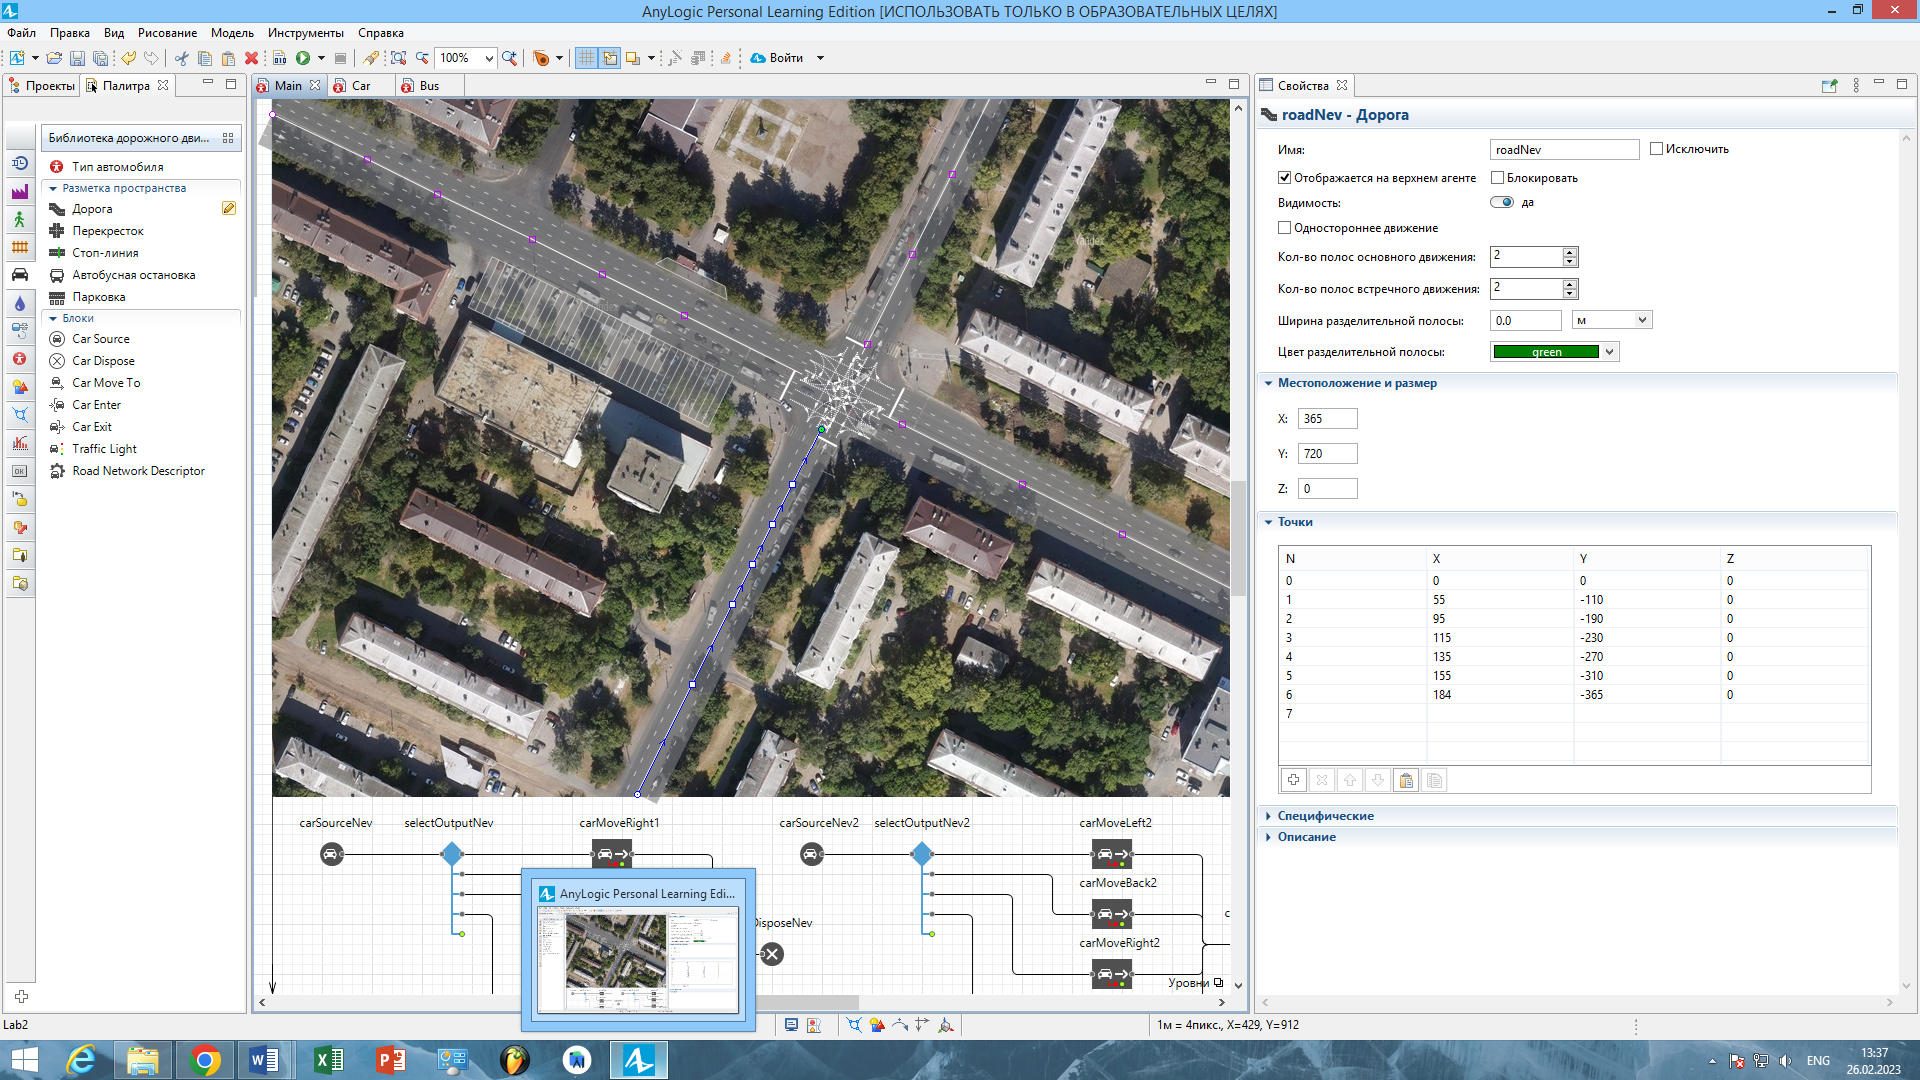 AnyLogic Personal Learning Edition [ИСПОЛЬЗОВАТЬ ТОЛЬКО В ОБРАЗОВАТЕЛЬНЫХ ЦЕЛЯХ]
Файл Правка Вид Рисование Модель Инструменты Справка
100% Войти
Проекты Палитра Main Car Bus Свойства
roadNev - Дорога
Библиотека дорожного дви...
Тип автомобиля
Разметка пространства
Дорога
Перекресток
Стоп-линия
Автобусная остановка
Парковка
Блоки
Car Source
Car Dispose
Car Move To
Car Enter
Car Exit
Traffic Light
Road Network Descriptor
Yandex
Имя: roadNev Исключить
Отображается на верхнем агенте Блокировать
Видимость: да
Одностороннее движение
Кол-во полос основного движения: 2
Кол-во полос встречного движения: 2
Ширина разделительной полосы: 0.0 м
Цвет разделительной полосы: green
Местоположение и размер
X: 365
Y: 720
Z: 0
Точки
N X Y Z
0 0 0 0
1 55 -110 0
2 95 -190 0
3 115 -230 0
4 135 -270 0
5 155 -310 0
6 184 -365 0
7
Специфические
Описание
carSourceNev selectOutputNev carMoveRight1 carSourceNev2 selectOutputNev2 carMoveLeft2
carMoveBack2
DisposeNev
carMoveRight2
Уровни
AnyLogic Personal Learning Edi...
Lab2
1м = 4пикс., X=429, Y=912
ENG
13:37
26.02.2023